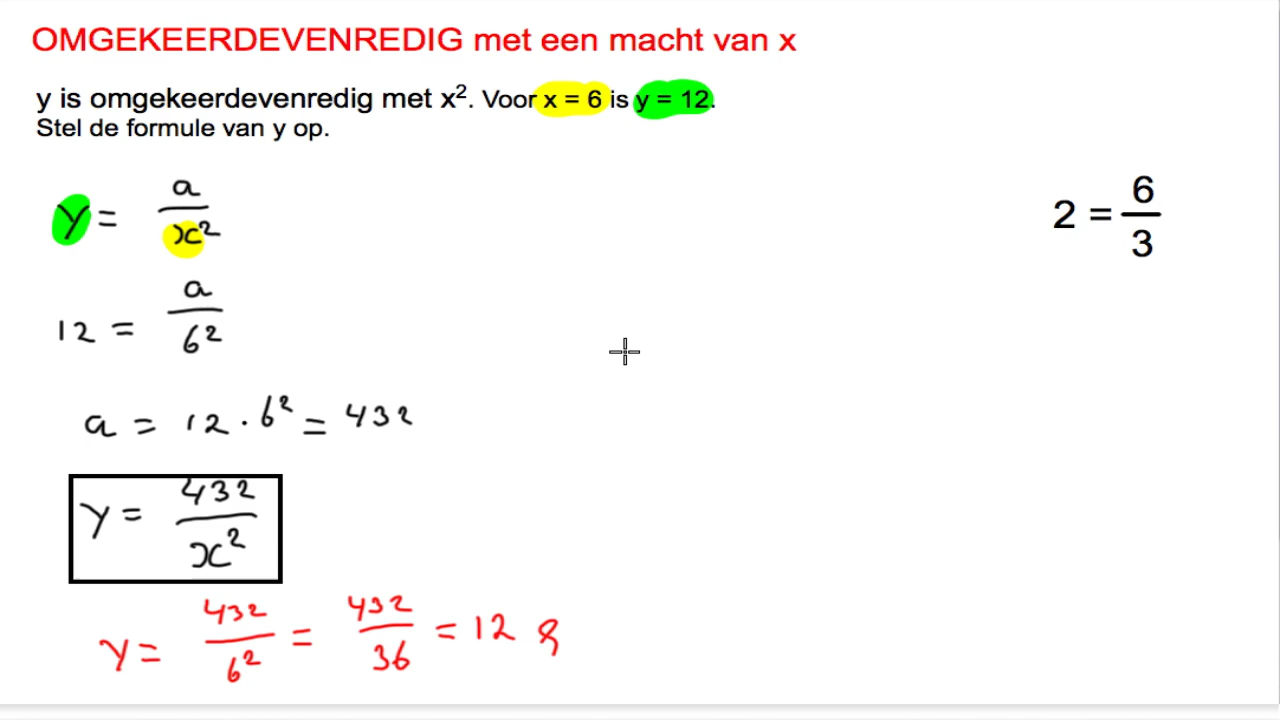 OMGEKEERDEVENREDIG met een macht van x
y is omgekeerdevenredig met x². Voor x = 6 is y = 12.
Stel de formule van y op.
y = a / x²
2 = 6 / 3
12 = a / 6²
a = 12 · 6² = 432
y = 432 / x²
y = 432 / 6² = 432 / 36 = 12